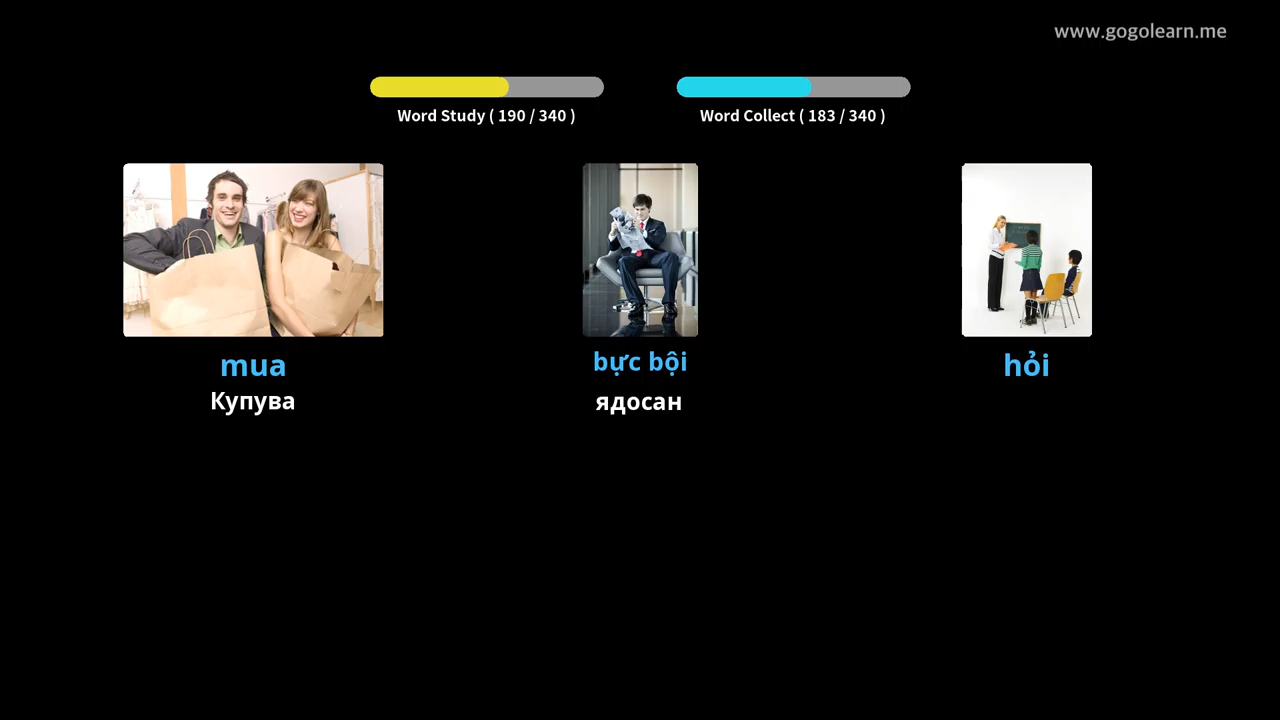 www.gogolearn.me
Word Study ( 190 / 340 )
Word Collect ( 183 / 340 )
mua
bực bội
hỏi
Купува
ядосан